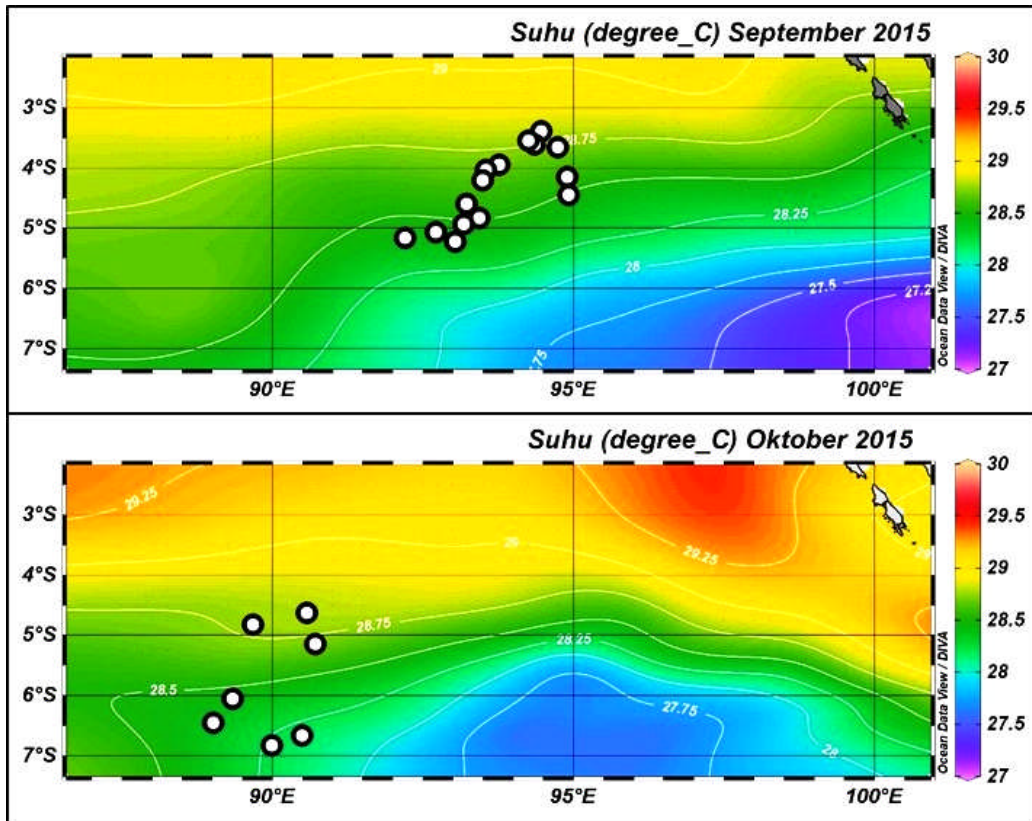 Suhu (degree_C) September 2015
30
29
3°S
29.5
28.75
29
4°S
28.5
5°S
28.25
28
28
6°S
27.5
27.2
27.5
7°S
.75
27
90°E
95°E
100°E
Ocean Data View / DIVA
Suhu (degree_C) Oktober 2015
30
29.25
3°S
29.5
29
29.25
29
29
4°S
28.75
28.5
5°S
28.25
28
6°S
28.5
27.75
27.5
7°S
28
27
90°E
95°E
100°E
Ocean Data View / DIVA